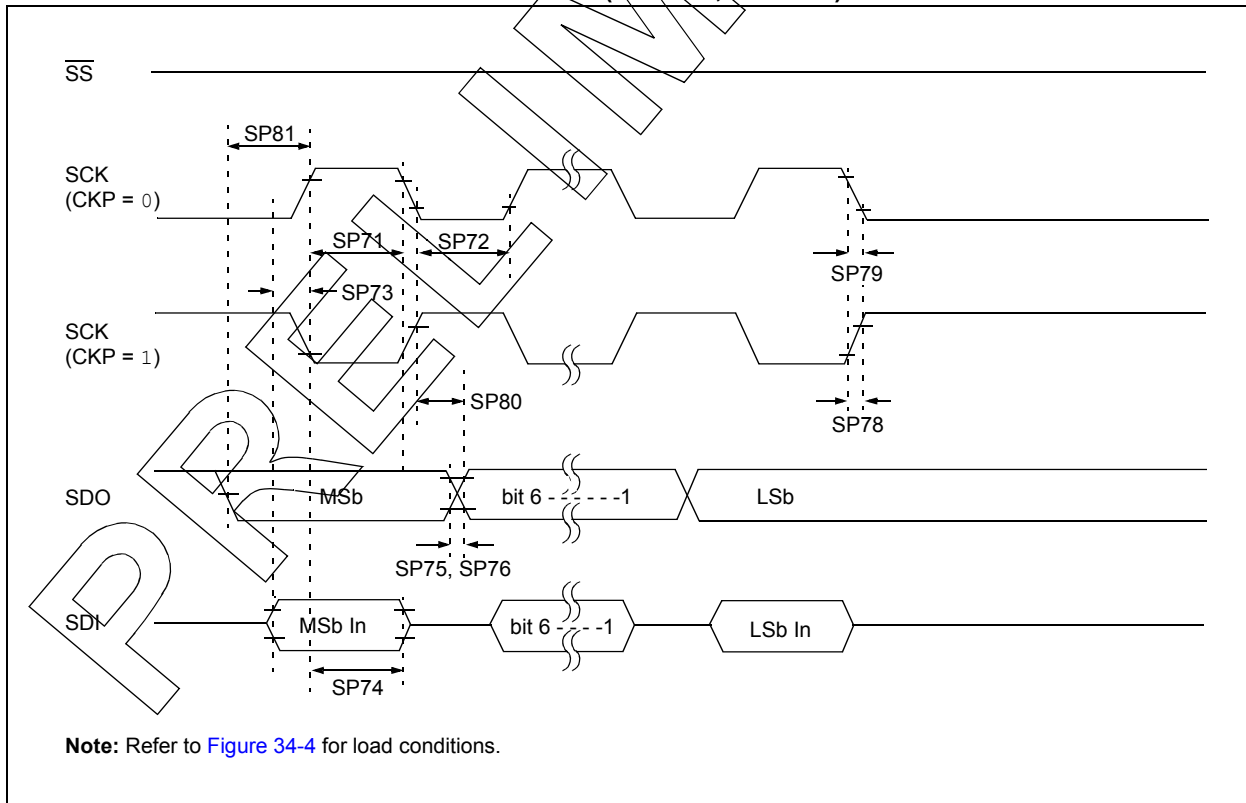 SS
SP81
SCK
(CKP = 0)
SP71
SP72
SP79
SP73
SCK
(CKP = 1)
SP80
SP78
SDO
MSb
bit 6 - - - - - - -1
LSb
SP75, SP76
SDI
MSb In
bit 6 - - - -1
LSb In
SP74
Note: Refer to Figure 34-4 for load conditions.